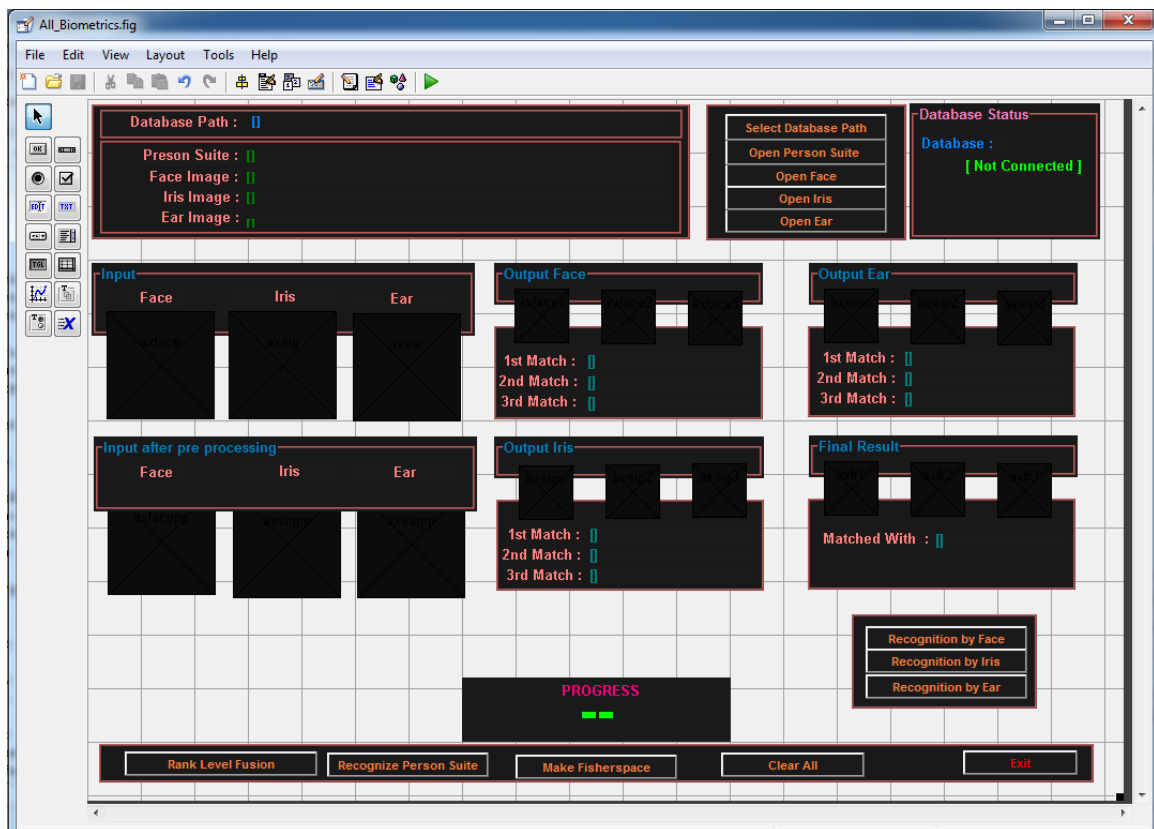 All_Biometrics.fig
File Edit View Layout Tools Help
OK
EDIT TXT
TGL
Database Path : []
Preson Suite : []
Face Image : []
Iris Image : []
Ear Image : []
Select Database Path
Open Person Suite
Open Face
Open Iris
Open Ear
Database Status
Database :
[ Not Connected ]
Input
Face Iris Ear
axface axsig axear
Output Face
axface2 axface3
1st Match : []
2nd Match : []
3rd Match : []
Output Ear
axear2 axear3
1st Match : []
2nd Match : []
3rd Match : []
Input after pre processing
Face Iris Ear
axfacepp axsigpp axearpp
Output Iris
axsig2 axsig3
1st Match : []
2nd Match : []
3rd Match : []
Final Result
axfr1 axfr2 axfr3
Matched With : []
Recognition by Face
Recognition by Iris
Recognition by Ear
PROGRESS
--
Rank Level Fusion
Recognize Person Suite
Make Fisherspace
Clear All
Exit